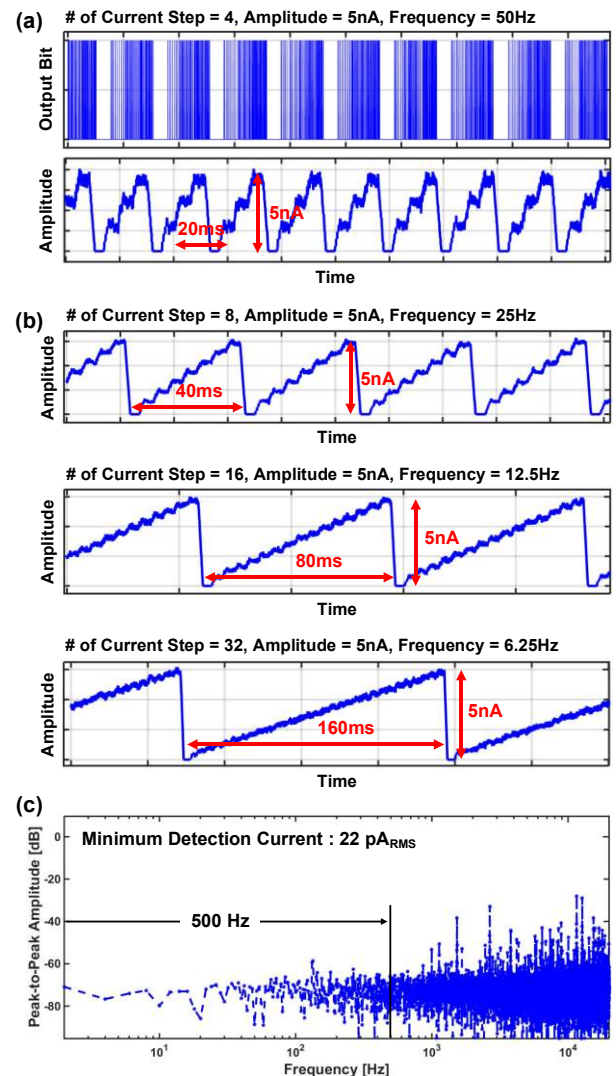 (a)
# of Current Step = 4, Amplitude = 5nA, Frequency = 50Hz
Output Bit
Amplitude
20ms
5nA
Time
(b)
# of Current Step = 8, Amplitude = 5nA, Frequency = 25Hz
Amplitude
40ms
5nA
Time
# of Current Step = 16, Amplitude = 5nA, Frequency = 12.5Hz
Amplitude
80ms
5nA
Time
# of Current Step = 32, Amplitude = 5nA, Frequency = 6.25Hz
Amplitude
160ms
5nA
Time
(c)
Peak-to-Peak Amplitude [dB]
0
-20
-40
-60
-80
Minimum Detection Current : 22 pARMS
500 Hz
10¹
10²
10³
10⁴
Frequency [Hz]